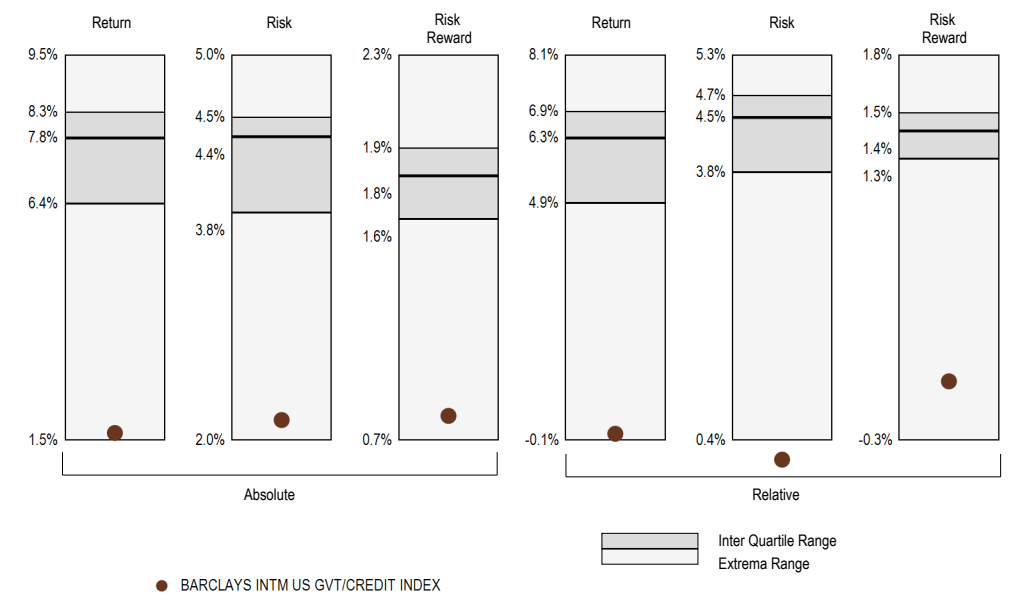 Return
Risk
Risk
Reward
Return
Risk
Risk
Reward
9.5%
8.3%
7.8%
6.4%
1.5%
5.0%
4.5%
4.4%
3.8%
2.0%
2.3%
1.9%
1.8%
1.6%
0.7%
8.1%
6.9%
6.3%
4.9%
-0.1%
5.3%
4.7%
4.5%
3.8%
0.4%
1.8%
1.5%
1.4%
1.3%
-0.3%
Absolute
Relative
Inter Quartile Range
Extrema Range
BARCLAYS INTM US GVT/CREDIT INDEX